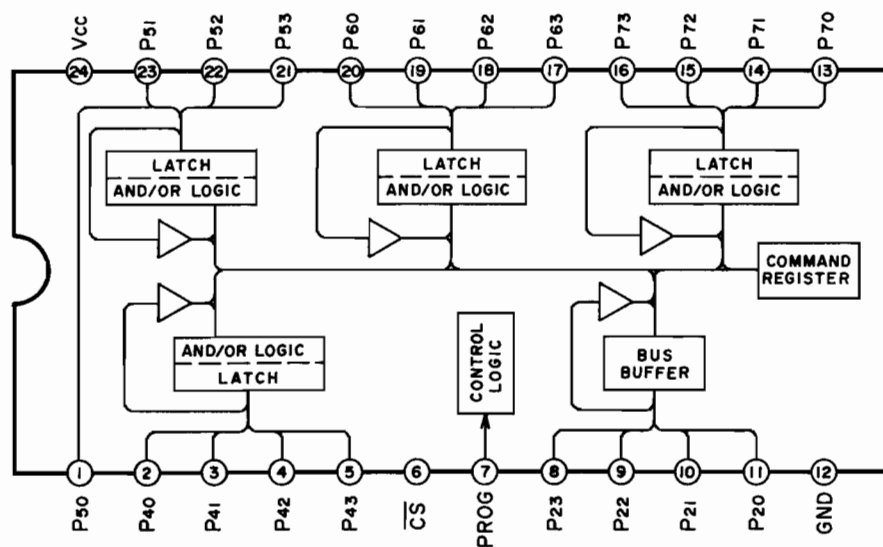 Vcc P51 P52 P53 P60 P61 P62 P63 P73 P72 P71 P70
24 23 22 21 20 19 18 17 16 15 14 13
LATCH
AND/OR LOGIC
LATCH
AND/OR LOGIC
LATCH
AND/OR LOGIC
COMMAND
REGISTER
AND/OR LOGIC
LATCH
CONTROL
LOGIC
BUS
BUFFER
1 2 3 4 5 6 7 8 9 10 11 12
P50 P40 P41 P42 P43 C̅S̅ PROG P23 P22 P21 P20 GND